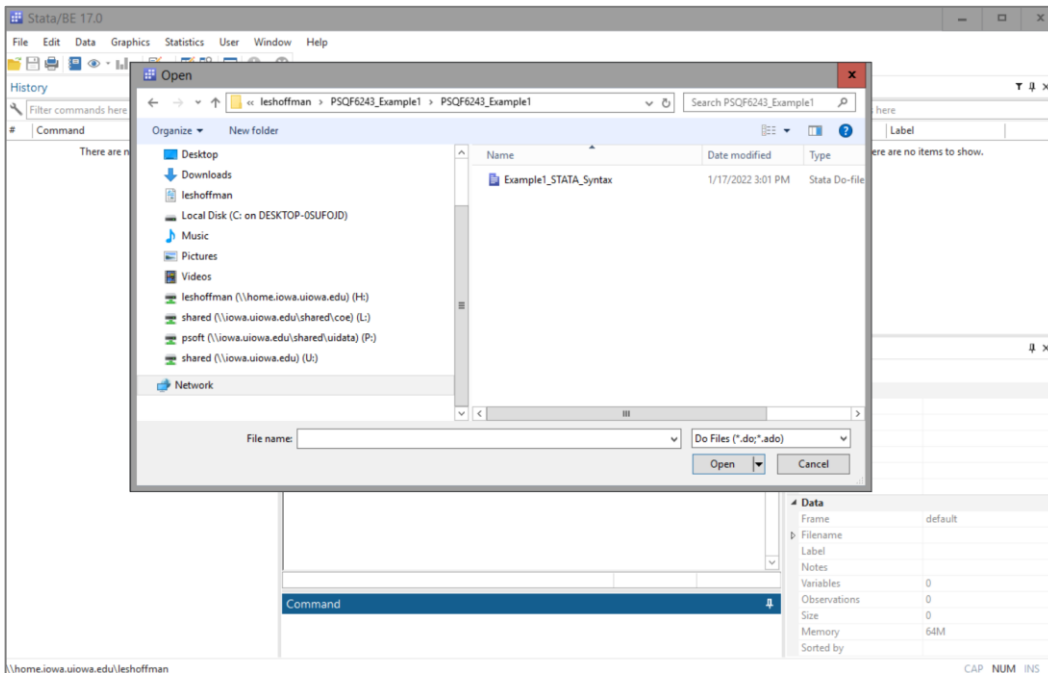 Stata/BE 17.0
File Edit Data Graphics Statistics User Window Help
History
Filter commands here
# Command
There are n
Open
« leshoffman > PSQF6243_Example1 > PSQF6243_Example1
Search PSQF6243_Example1
Organize New folder
Desktop
Downloads
leshoffman
Local Disk (C: on DESKTOP-0SUFOJD)
Music
Pictures
Videos
leshoffman (\\home.iowa.uiowa.edu) (H:)
shared (\\iowa.uiowa.edu\shared\coe) (L:)
psoft (\\iowa.uiowa.edu\shared\uidata) (P:)
shared (\\iowa.uiowa.edu) (U:)
Network
Name Date modified Type
Example1_STATA_Syntax 1/17/2022 3:01 PM Stata Do-file
File name:
Do Files (*.do;*.ado)
Open Cancel
s here
Label
ere are no items to show.
Data
Frame default
Filename
Label
Notes
Variables 0
Observations 0
Size 0
Memory 64M
Sorted by
Command
\\home.iowa.uiowa.edu\leshoffman
CAP NUM INS